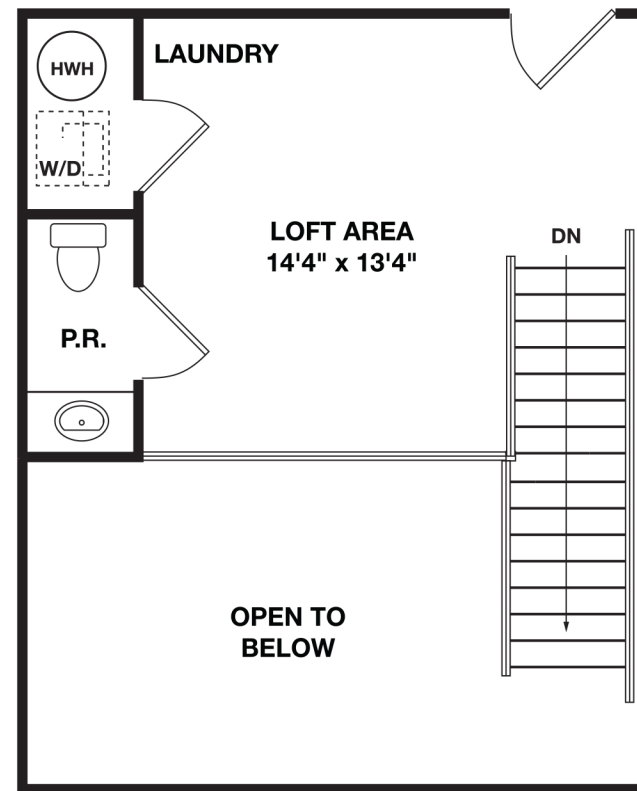 HWH
LAUNDRY
W/D
LOFT AREA
14'4" x 13'4"
DN
P.R.
OPEN TO
BELOW